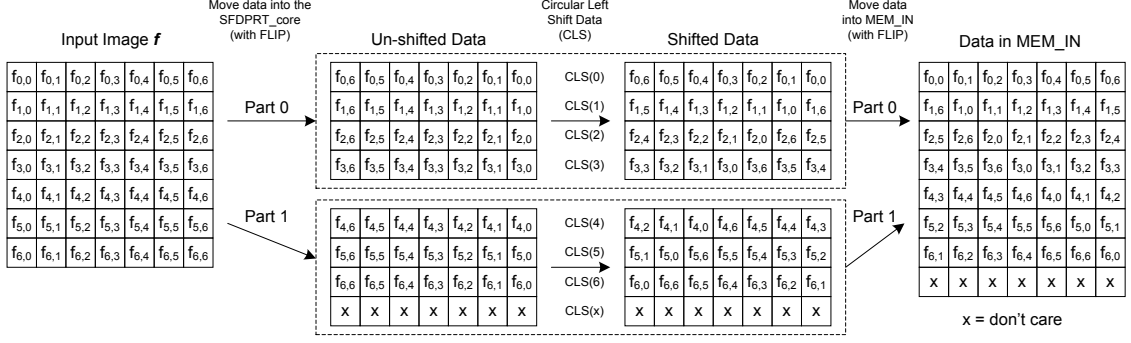 Move data into the
SFDPRT_core
(with FLIP)
Circular Left
Shift Data
(CLS)
Move data
into MEM_IN
(with FLIP)
Input Image f
Un-shifted Data
Shifted Data
Data in MEM_IN
f0,0 f0,1 f0,2 f0,3 f0,4 f0,5 f0,6
f1,0 f1,1 f1,2 f1,3 f1,4 f1,5 f1,6
f2,0 f2,1 f2,2 f2,3 f2,4 f2,5 f2,6
f3,0 f3,1 f3,2 f3,3 f3,4 f3,5 f3,6
f4,0 f4,1 f4,2 f4,3 f4,4 f4,5 f4,6
f5,0 f5,1 f5,2 f5,3 f5,4 f5,5 f5,6
f6,0 f6,1 f6,2 f6,3 f6,4 f6,5 f6,6
Part 0
Part 1
f0,6 f0,5 f0,4 f0,3 f0,2 f0,1 f0,0
f1,6 f1,5 f1,4 f1,3 f1,2 f1,1 f1,0
f2,6 f2,5 f2,4 f2,3 f2,2 f2,1 f2,0
f3,6 f3,5 f3,4 f3,3 f3,2 f3,1 f3,0
CLS(0)
CLS(1)
CLS(2)
CLS(3)
f0,6 f0,5 f0,4 f0,3 f0,2 f0,1 f0,0
f1,5 f1,4 f1,3 f1,2 f1,1 f1,0 f1,6
f2,4 f2,3 f2,2 f2,1 f2,0 f2,6 f2,5
f3,3 f3,2 f3,1 f3,0 f3,6 f3,5 f3,4
f4,6 f4,5 f4,4 f4,3 f4,2 f4,1 f4,0
f5,6 f5,5 f5,4 f5,3 f5,2 f5,1 f5,0
f6,6 f6,5 f6,4 f6,3 f6,2 f6,1 f6,0
x x x x x x x
CLS(4)
CLS(5)
CLS(6)
CLS(x)
f4,2 f4,1 f4,0 f4,6 f4,5 f4,4 f4,3
f5,1 f5,0 f5,6 f5,5 f5,4 f5,3 f5,2
f6,0 f6,6 f6,5 f6,4 f6,3 f6,2 f6,1
x x x x x x x
Part 0
Part 1
f0,0 f0,1 f0,2 f0,3 f0,4 f0,5 f0,6
f1,6 f1,0 f1,1 f1,2 f1,3 f1,4 f1,5
f2,5 f2,6 f2,0 f2,1 f2,2 f2,3 f2,4
f3,4 f3,5 f3,6 f3,0 f3,1 f3,2 f3,3
f4,3 f4,4 f4,5 f4,6 f4,0 f4,1 f4,2
f5,2 f5,3 f5,4 f5,5 f5,6 f5,0 f5,1
f6,1 f6,2 f6,3 f6,4 f6,5 f6,6 f6,0
x x x x x x x
x = don't care